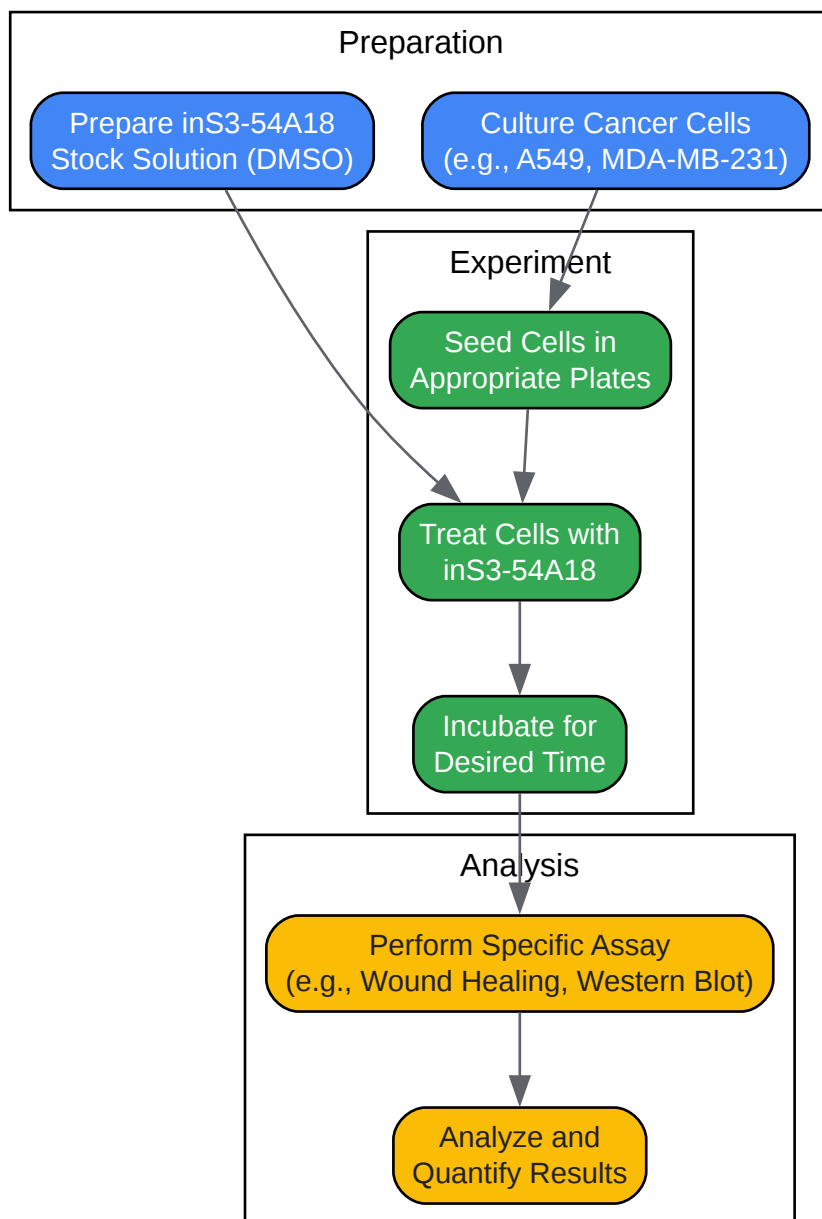 Preparation
Prepare inS3-54A18
Stock Solution (DMSO)
Culture Cancer Cells
(e.g., A549, MDA-MB-231)
Experiment
Seed Cells in
Appropriate Plates
Treat Cells with
inS3-54A18
Incubate for
Desired Time
Analysis
Perform Specific Assay
(e.g., Wound Healing, Western Blot)
Analyze and
Quantify Results